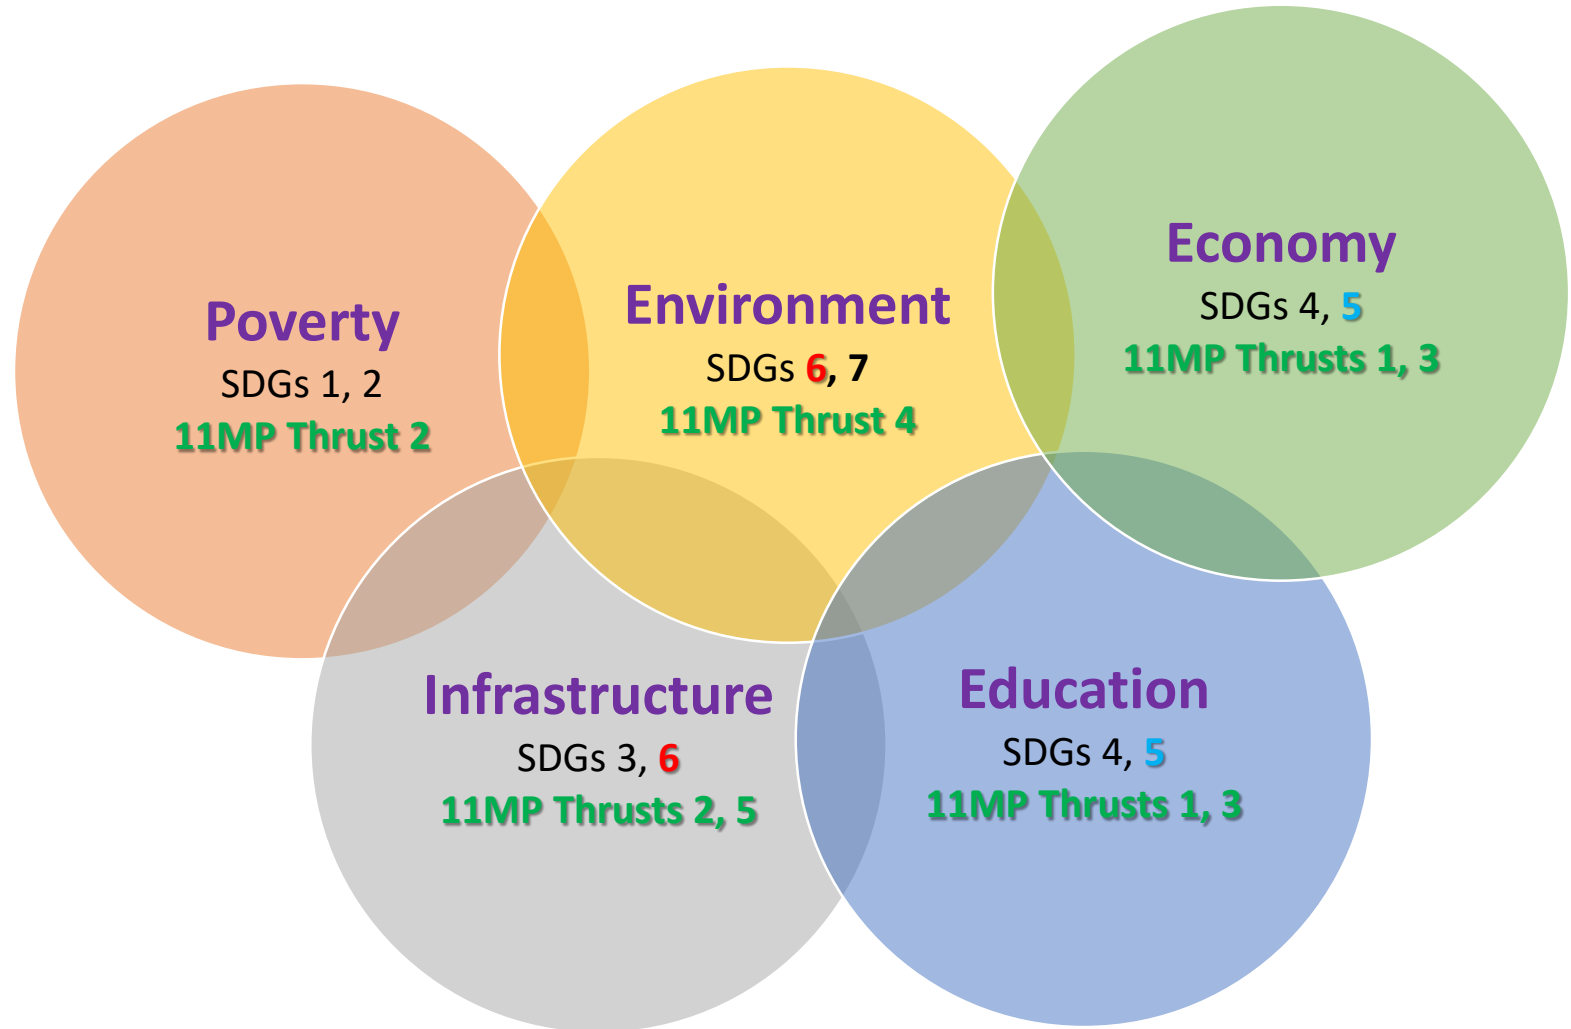 Poverty
SDGs 1, 2
11MP Thrust 2
Environment
SDGs 6, 7
11MP Thrust 4
Economy
SDGs 4, 5
11MP Thrusts 1, 3
Infrastructure
SDGs 3, 6
11MP Thrusts 2, 5
Education
SDGs 4, 5
11MP Thrusts 1, 3